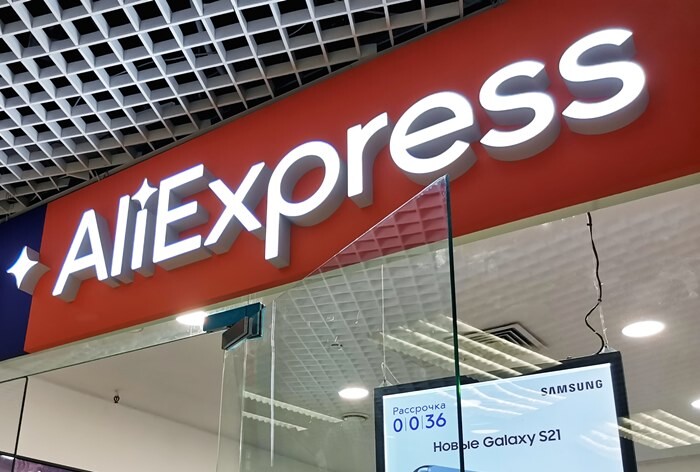 AliExpress
SAMSUNG
Рассрочка
0|0|36
Новые Galaxy S21